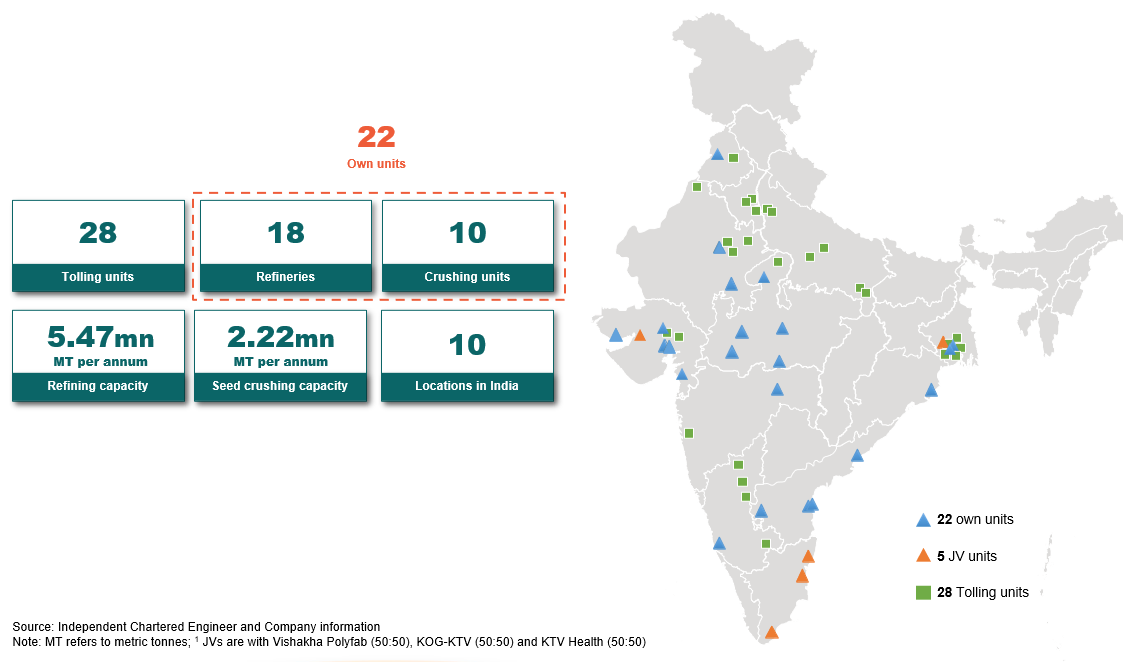 22
Own units
28
Tolling units
18
Refineries
10
Crushing units
5.47mn
MT per annum
Refining capacity
2.22mn
MT per annum
Seed crushing capacity
10
Locations in India
22 own units
5 JV units
28 Tolling units
Source: Independent Chartered Engineer and Company information
Note: MT refers to metric tonnes; ¹ JVs are with Vishakha Polyfab (50:50), KOG-KTV (50:50) and KTV Health (50:50)